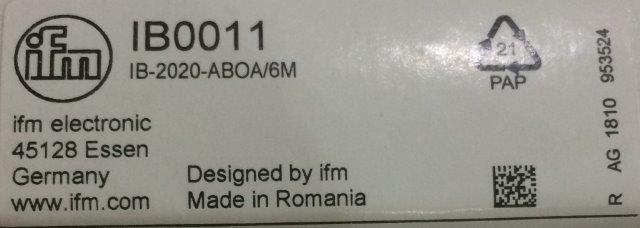 ifm
IB0011
IB-2020-ABOA/6M
21
PAP
ifm electronic
45128 Essen
Germany
www.ifm.com
Designed by ifm
Made in Romania
R AG 1810 953524